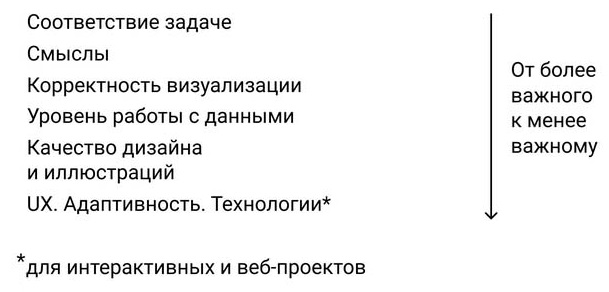 Соответствие задаче
Смыслы
Корректность визуализации
Уровень работы с данными
Качество дизайна
и иллюстраций
UX. Адаптивность. Технологии*
От более
важного
к менее
важному
*для интерактивных и веб-проектов